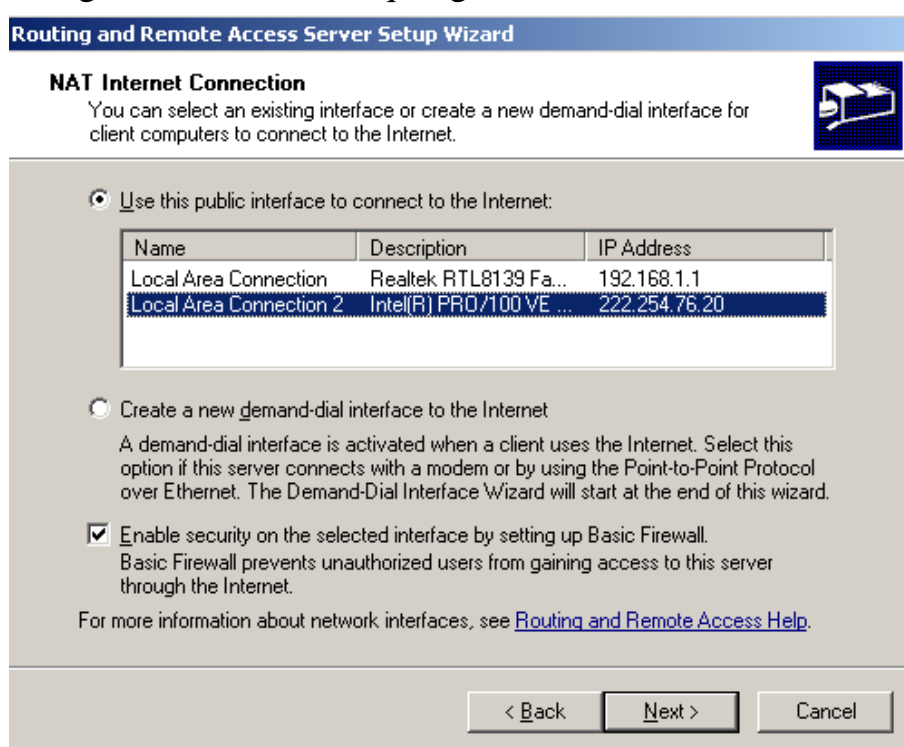 Routing and Remote Access Server Setup Wizard
NAT Internet Connection
You can select an existing interface or create a new demand-dial interface for
client computers to connect to the Internet.
Use this public interface to connect to the Internet:
Name Description IP Address
Local Area Connection Realtek RTL8139 Fa... 192.168.1.1
Local Area Connection 2 Intel(R) PRO/100 VE ... 222.254.76.20
Create a new demand-dial interface to the Internet
A demand-dial interface is activated when a client uses the Internet. Select this
option if this server connects with a modem or by using the Point-to-Point Protocol
over Ethernet. The Demand-Dial Interface Wizard will start at the end of this wizard.
Enable security on the selected interface by setting up Basic Firewall.
Basic Firewall prevents unauthorized users from gaining access to this server
through the Internet.
For more information about network interfaces, see Routing and Remote Access Help.
< Back Next > Cancel